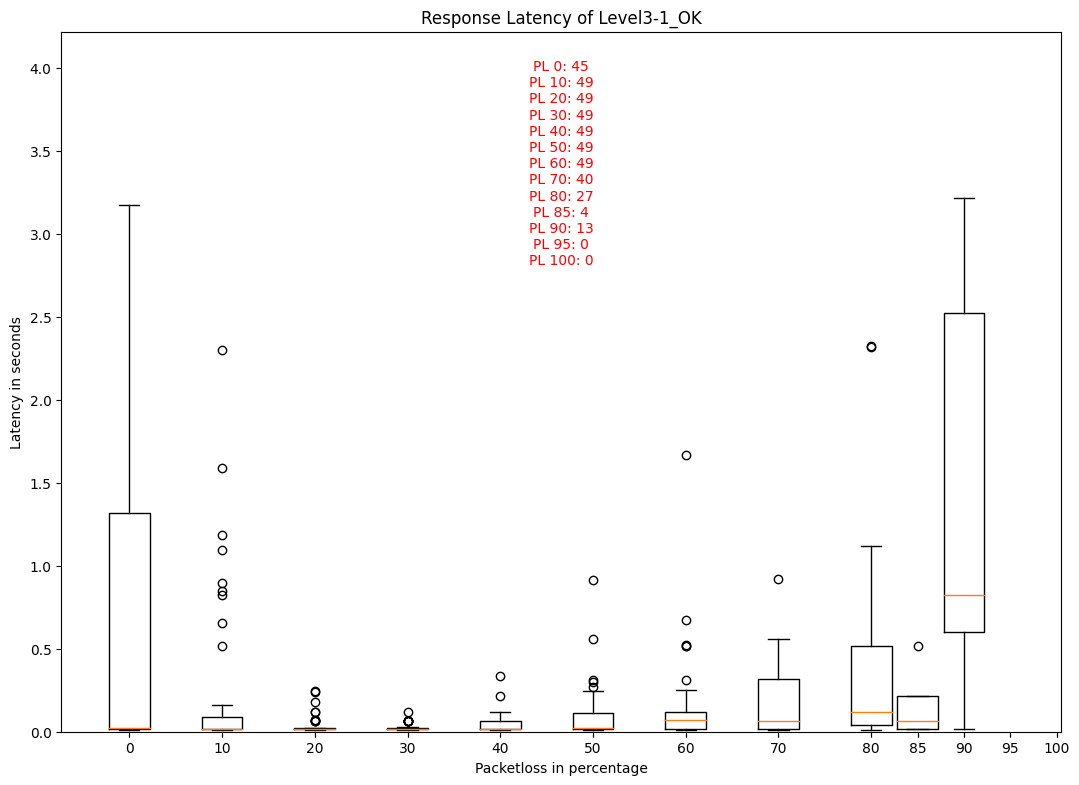 Response Latency of Level3-1_OK
4.0
3.5
3.0
2.5
2.0
1.5
1.0
0.5
0.0
Latency in seconds
PL 0: 45
PL 10: 49
PL 20: 49
PL 30: 49
PL 40: 49
PL 50: 49
PL 60: 49
PL 70: 40
PL 80: 27
PL 85: 4
PL 90: 13
PL 95: 0
PL 100: 0
0 10 20 30 40 50 60 70 80 85 90 95 100
Packetloss in percentage